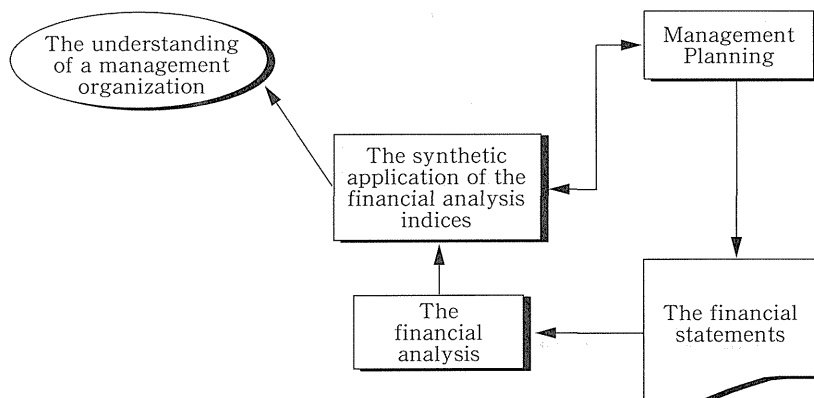 The understanding
of a management
organization
Management
Planning
The synthetic
application of the
financial analysis
indices
The financial
statements
The
financial
analysis